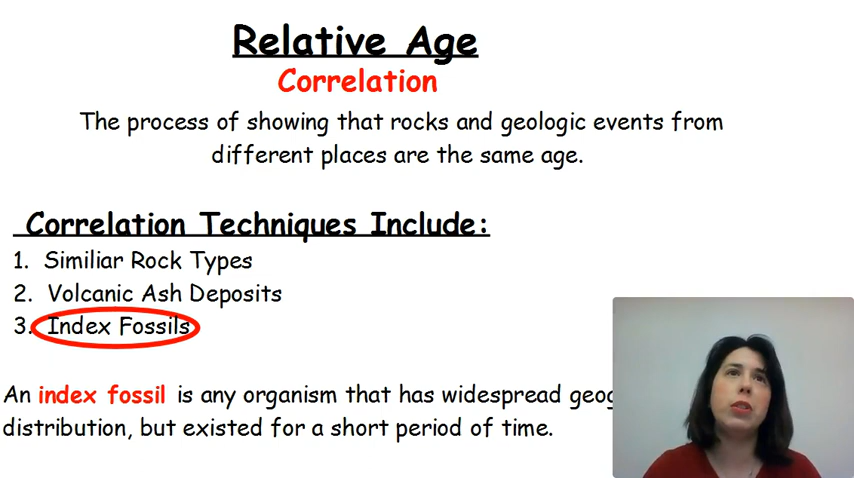 Relative Age
Correlation
The process of showing that rocks and geologic events from
different places are the same age.
Correlation Techniques Include:
1. Similiar Rock Types
2. Volcanic Ash Deposits
3. Index Fossils
An index fossil is any organism that has widespread
distribution, but existed for a short period of time.